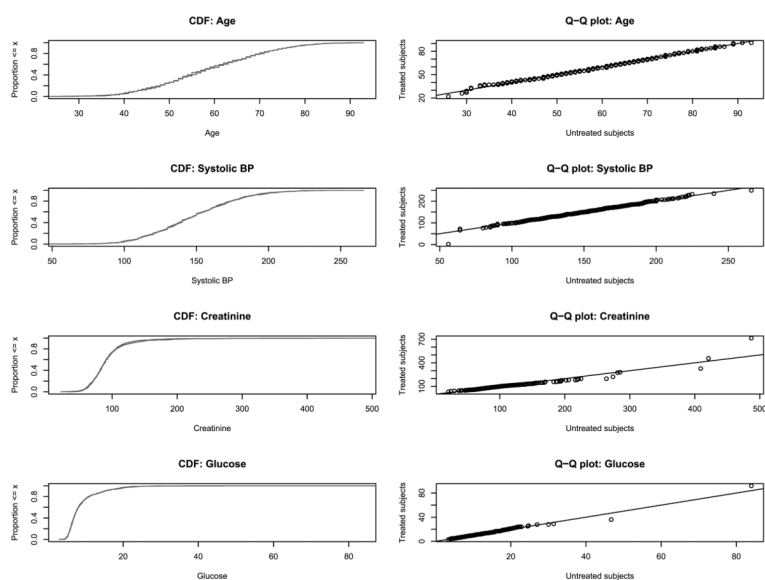 CDF: Age
Proportion <= x
0.0 0.4 0.8
30 40 50 60 70 80 90
Age
Q−Q plot: Age
Treated subjects
20 50 80
30 40 50 60 70 80 90
Untreated subjects
CDF: Systolic BP
Proportion <= x
0.0 0.4 0.8
50 100 150 200 250
Systolic BP
Q−Q plot: Systolic BP
Treated subjects
0 100 200
50 100 150 200 250
Untreated subjects
CDF: Creatinine
Proportion <= x
0.0 0.4 0.8
100 200 300 400 500
Creatinine
Q−Q plot: Creatinine
Treated subjects
100 400 700
100 200 300 400 500
Untreated subjects
CDF: Glucose
Proportion <= x
0.0 0.4 0.8
20 40 60 80
Glucose
Q−Q plot: Glucose
Treated subjects
0 40 80
20 40 60 80
Untreated subjects